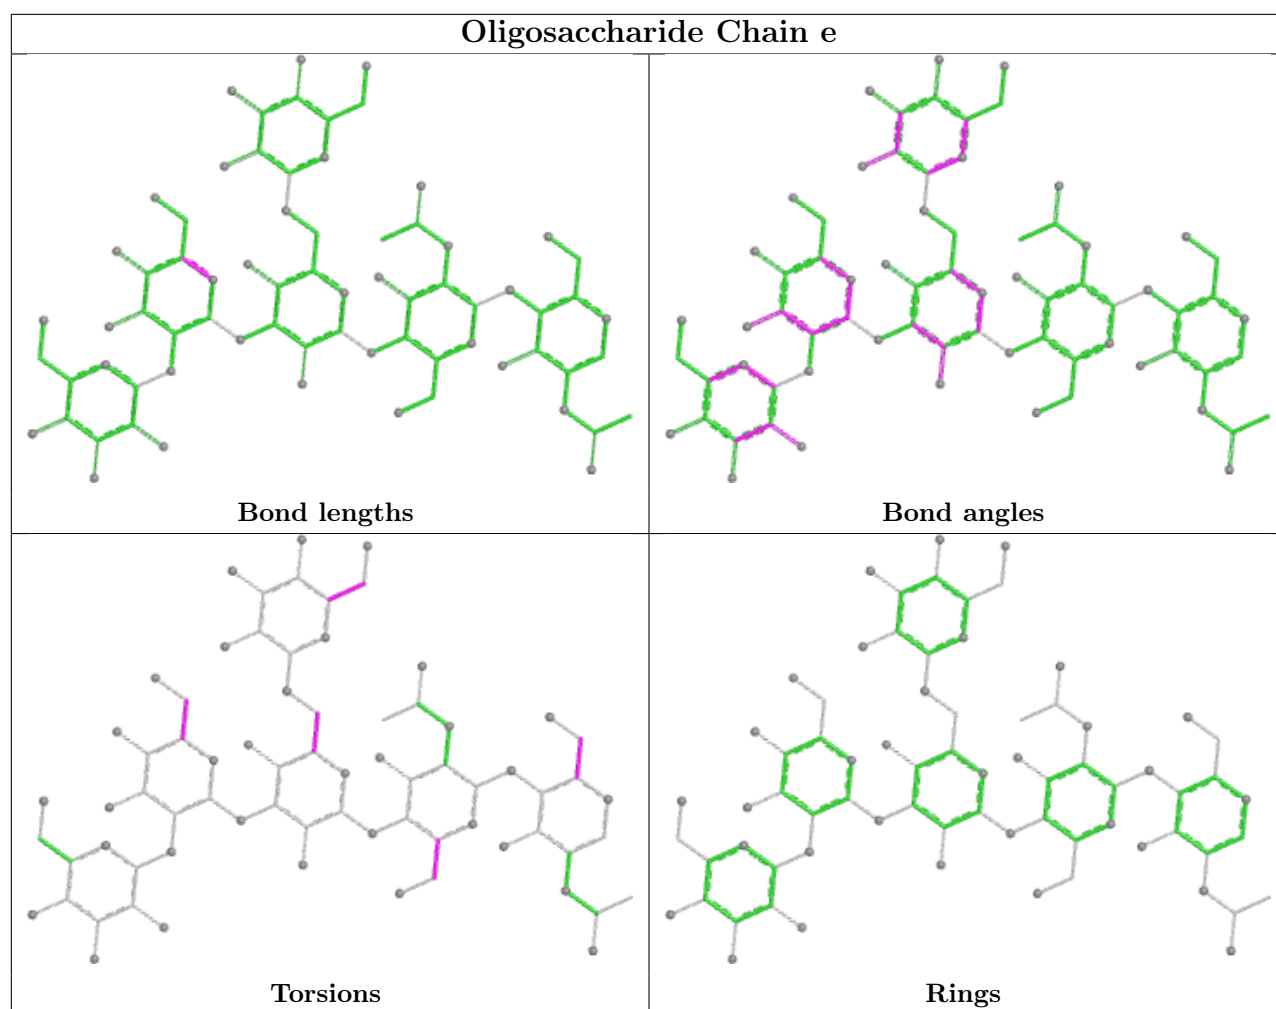 Oligosaccharide Chain e
Bond lengths
Bond angles
Torsions
Rings